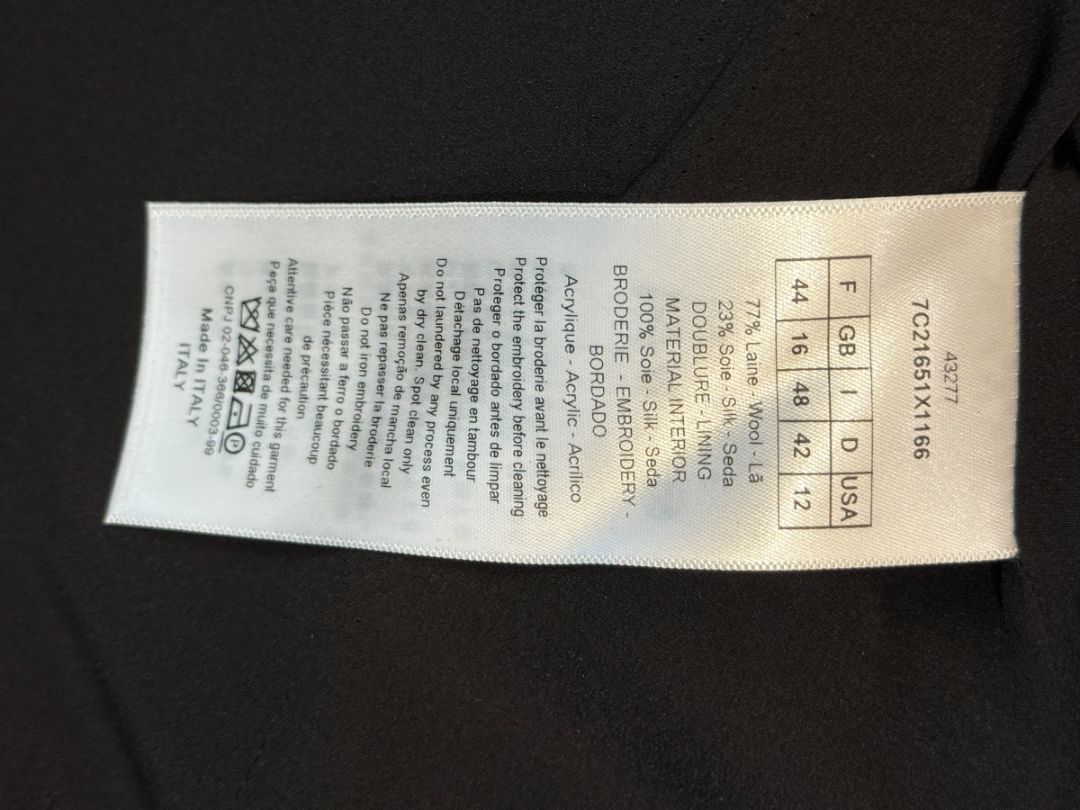 43277
7C21651X1166
F GB I D USA
44 16 48 42 12
77% Laine - Wool - Lã
23% Soie - Silk - Seda
DOUBLURE - LINING
MATERIAL INTERIOR
100% Soie - Silk - Seda
BRODERIE - EMBROIDERY -
BORDADO
Acrylique - Acrylic - Acrílico
Protéger la broderie avant le nettoyage
Protect the embroidery before cleaning
Proteger o bordado antes de limpar
Pas de nettoyage en tambour
Détachage local uniquement
Do not laundered by any process even
by dry clean. Spot clean only
Apenas remoção de mancha local
Ne pas repasser la broderie
Do not iron embroidery
Não passar a ferro o bordado
Pièce nécessitant beaucoup
de précaution
Attentive care needed for this garment
Peça que necessita de muito cuidado
P
CNPJ 02-046-366/0003-99
Made In ITALY
ITALY